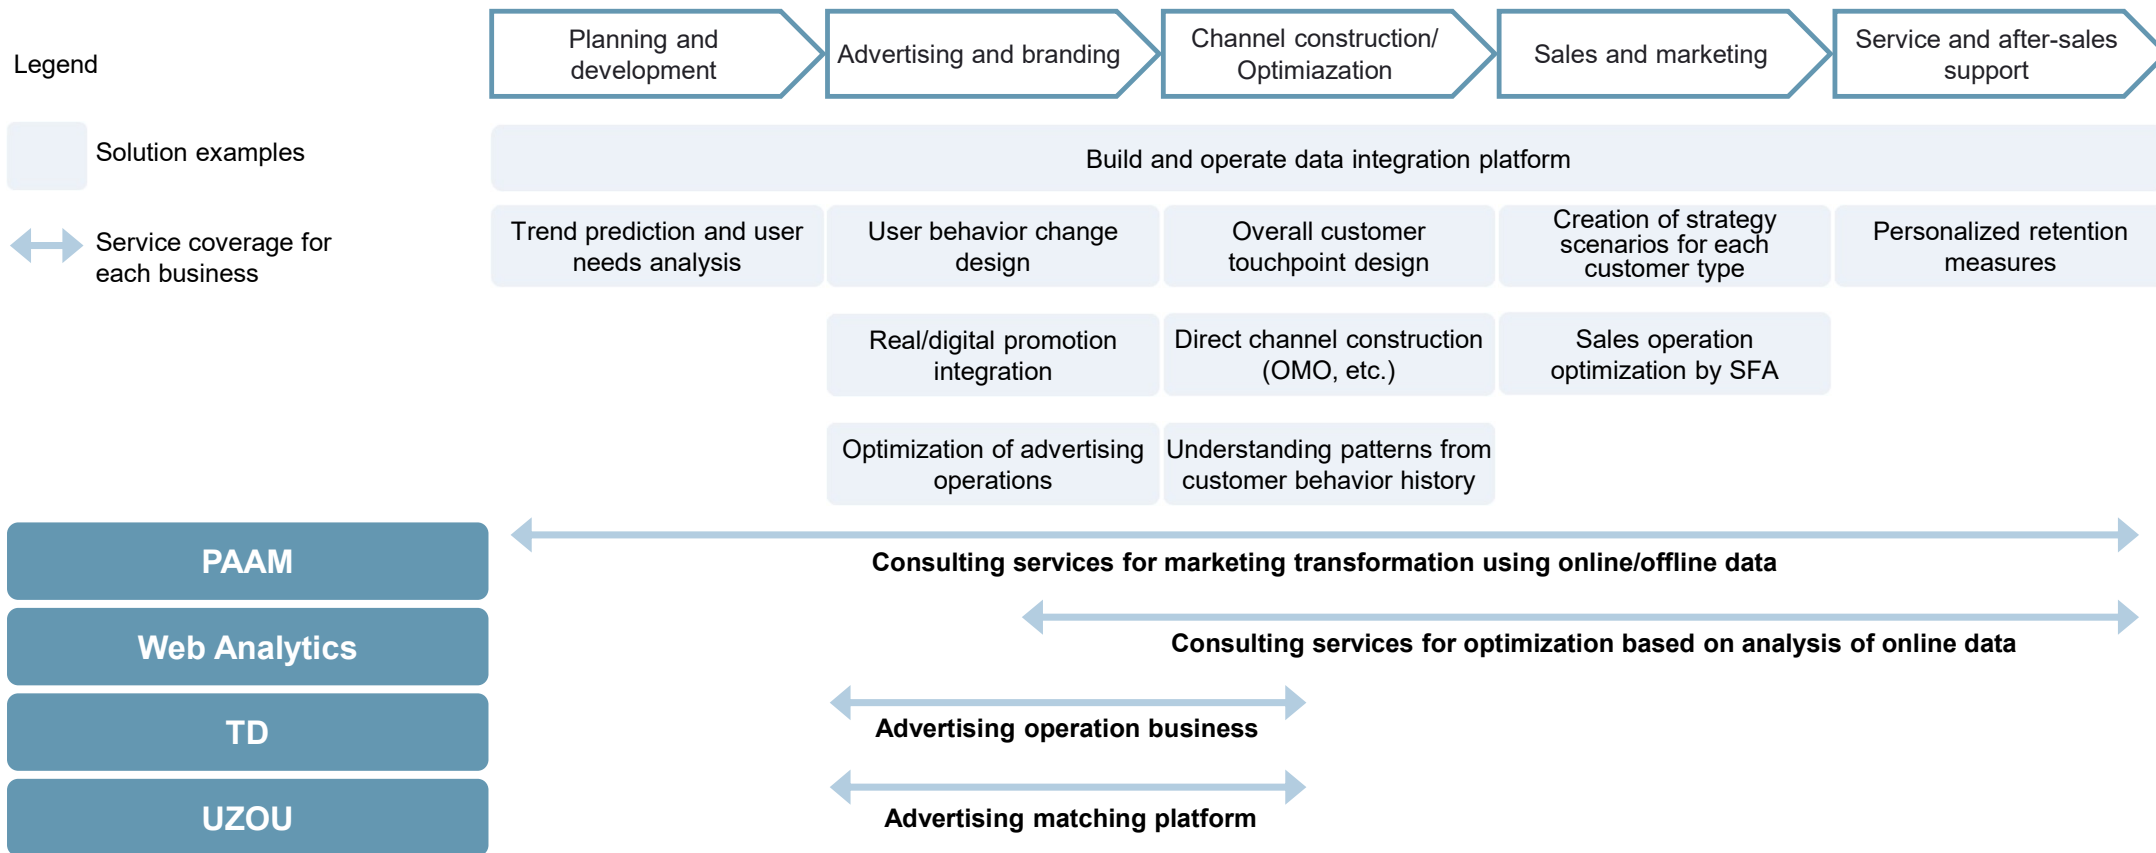 Legend
Planning and
development
Advertising and branding
Channel construction/
Optimiazation
Sales and marketing
Service and after-sales
support
Solution examples
Build and operate data integration platform
Service coverage for
each business
Trend prediction and user
needs analysis
User behavior change
design
Overall customer
touchpoint design
Creation of strategy
scenarios for each
customer type
Personalized retention
measures
Real/digital promotion
integration
Direct channel construction
(OMO, etc.)
Sales operation
optimization by SFA
Optimization of advertising
operations
Understanding patterns from
customer behavior history
PAAM
Consulting services for marketing transformation using online/offline data
Web Analytics
Consulting services for optimization based on analysis of online data
TD
Advertising operation business
UZOU
Advertising matching platform